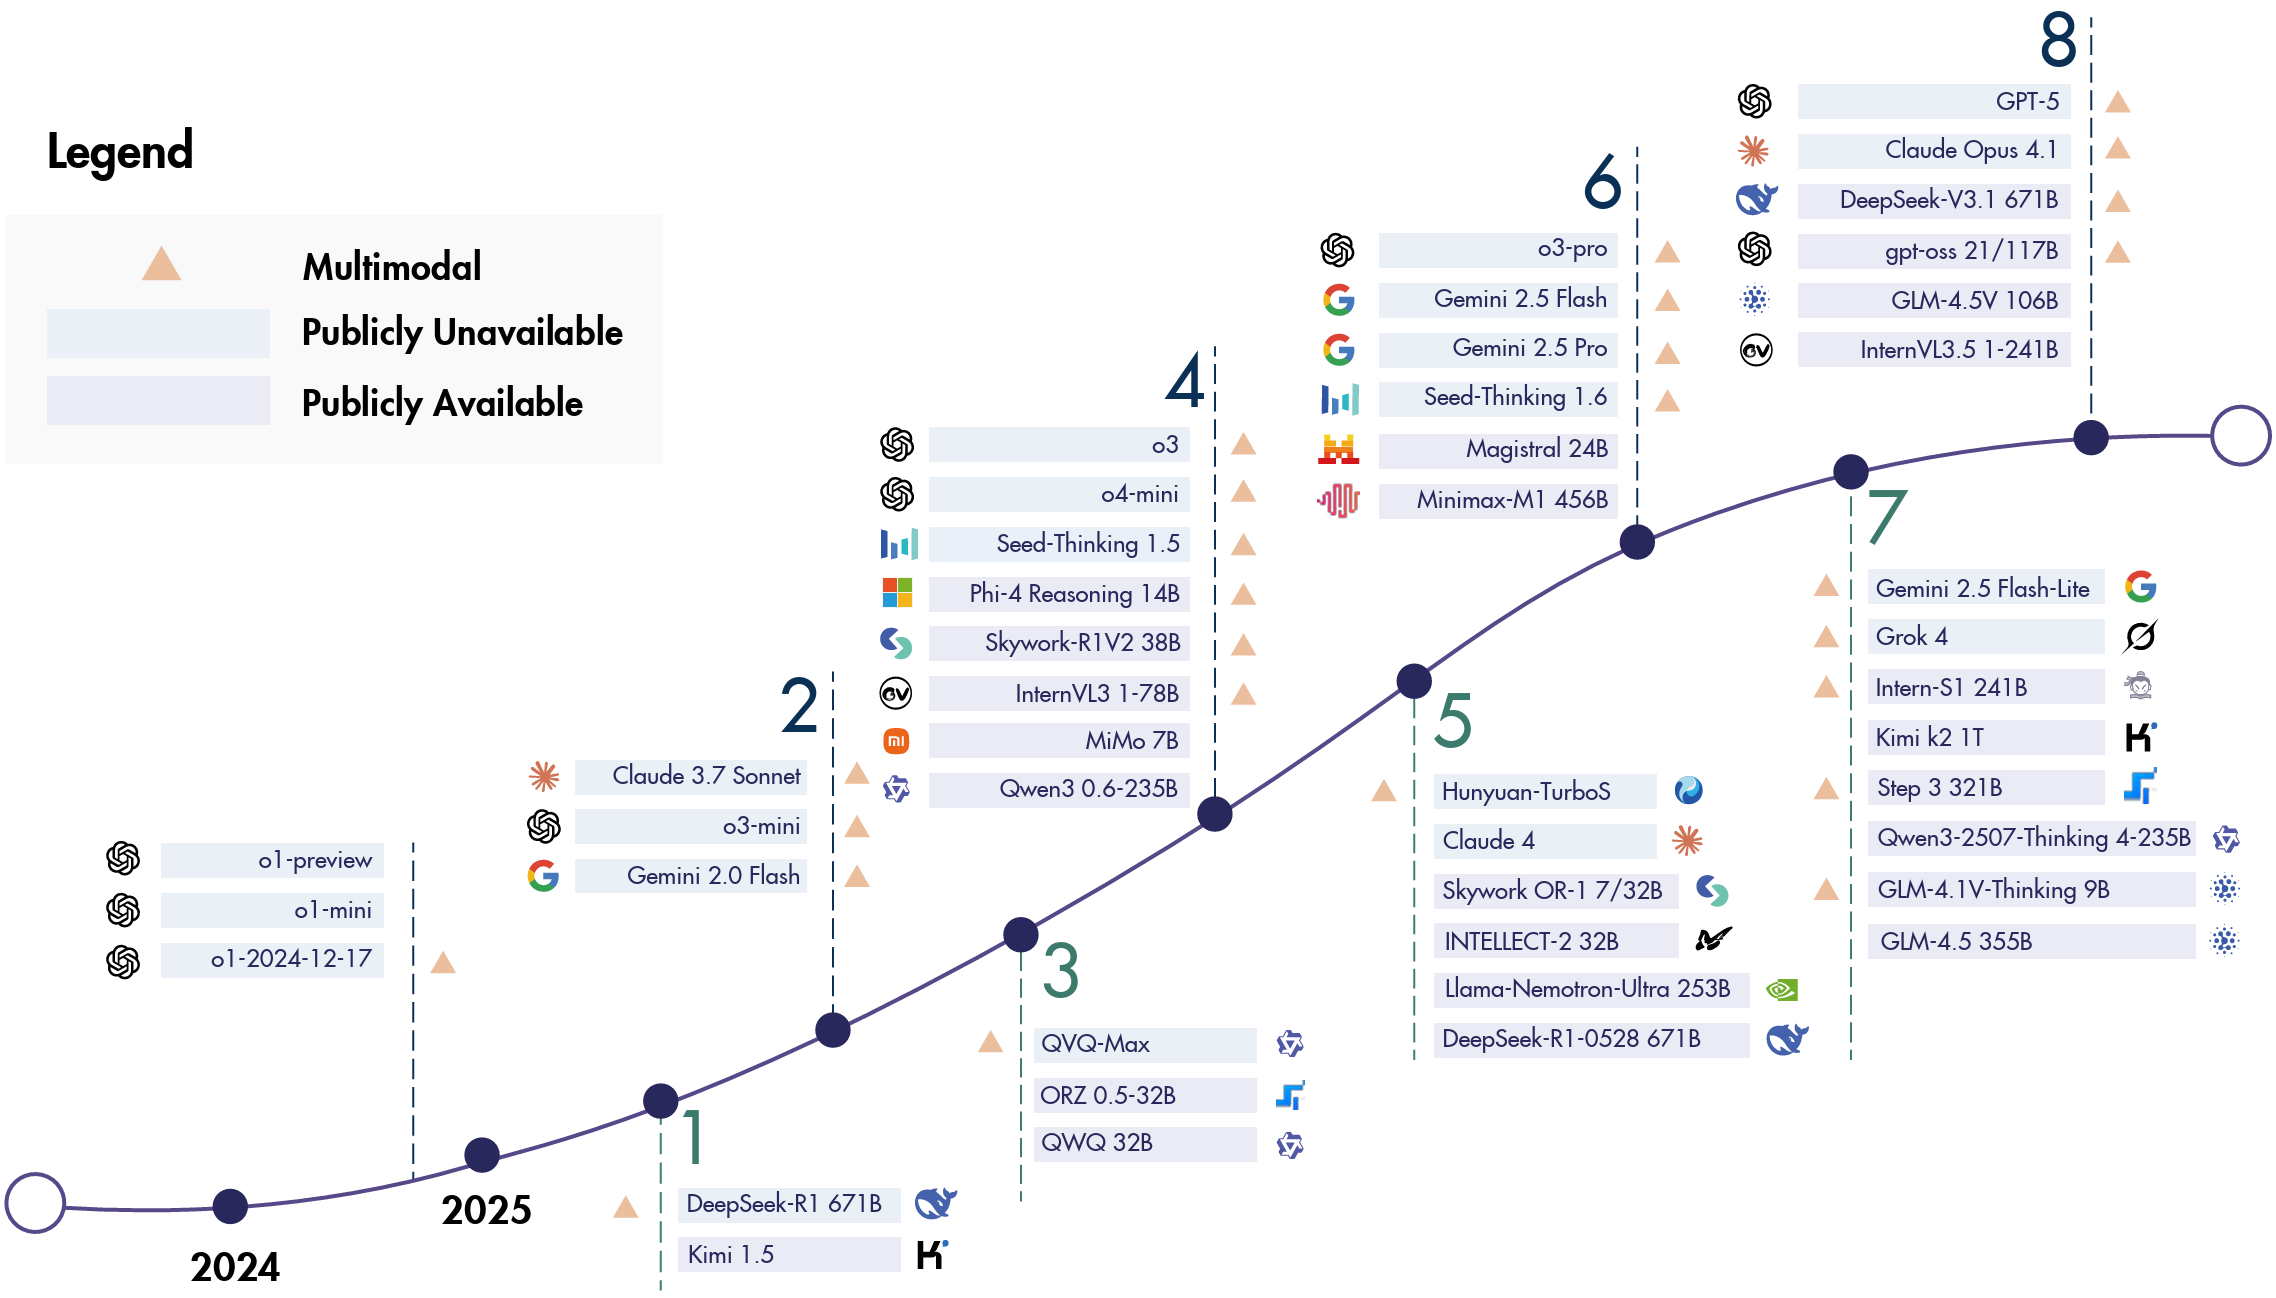 Legend
Multimodal
Publicly Unavailable
Publicly Available
2024
o1-preview
o1-mini
o1-2024-12-17
2025
1
DeepSeek-R1 671B
Kimi 1.5
2
Claude 3.7 Sonnet
o3-mini
Gemini 2.0 Flash
3
QVQ-Max
ORZ 0.5-32B
QWQ 32B
4
o3
o4-mini
Seed-Thinking 1.5
Phi-4 Reasoning 14B
Skywork-R1V2 38B
InternVL3 1-78B
MiMo 7B
Qwen3 0.6-235B
5
Hunyuan-TurboS
Claude 4
Skywork OR-1 7/32B
INTELLECT-2 32B
Llama-Nemotron-Ultra 253B
DeepSeek-R1-0528 671B
6
o3-pro
Gemini 2.5 Flash
Gemini 2.5 Pro
Seed-Thinking 1.6
Magistral 24B
Minimax-M1 456B
7
Gemini 2.5 Flash-Lite
Grok 4
Intern-S1 241B
Kimi k2 1T
Step 3 321B
Qwen3-2507-Thinking 4-235B
GLM-4.1V-Thinking 9B
GLM-4.5 355B
8
GPT-5
Claude Opus 4.1
DeepSeek-V3.1 671B
gpt-oss 21/117B
GLM-4.5V 106B
InternVL3.5 1-241B